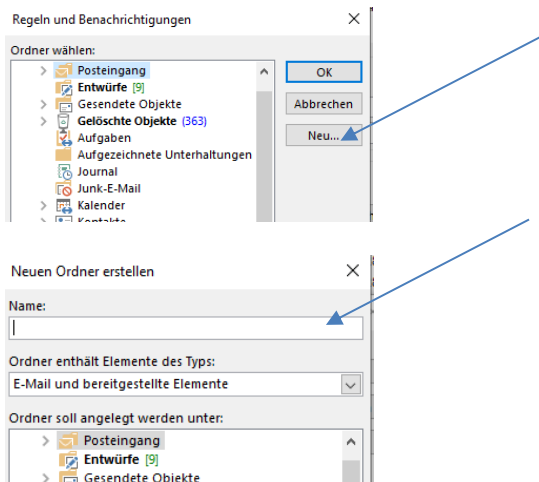 Regeln und Benachrichtigungen
Ordner wählen:
Posteingang
OK
Entwürfe [9]
Gesendete Objekte
Abbrechen
Gelöschte Objekte (363)
Aufgaben
Neu...
Aufgezeichnete Unterhaltungen
Journal
Junk-E-Mail
Kalender
Kontakte
Neuen Ordner erstellen
Name:
Ordner enthält Elemente des Typs:
E-Mail und bereitgestellte Elemente
Ordner soll angelegt werden unter:
Posteingang
Entwürfe [9]
Gesendete Objekte